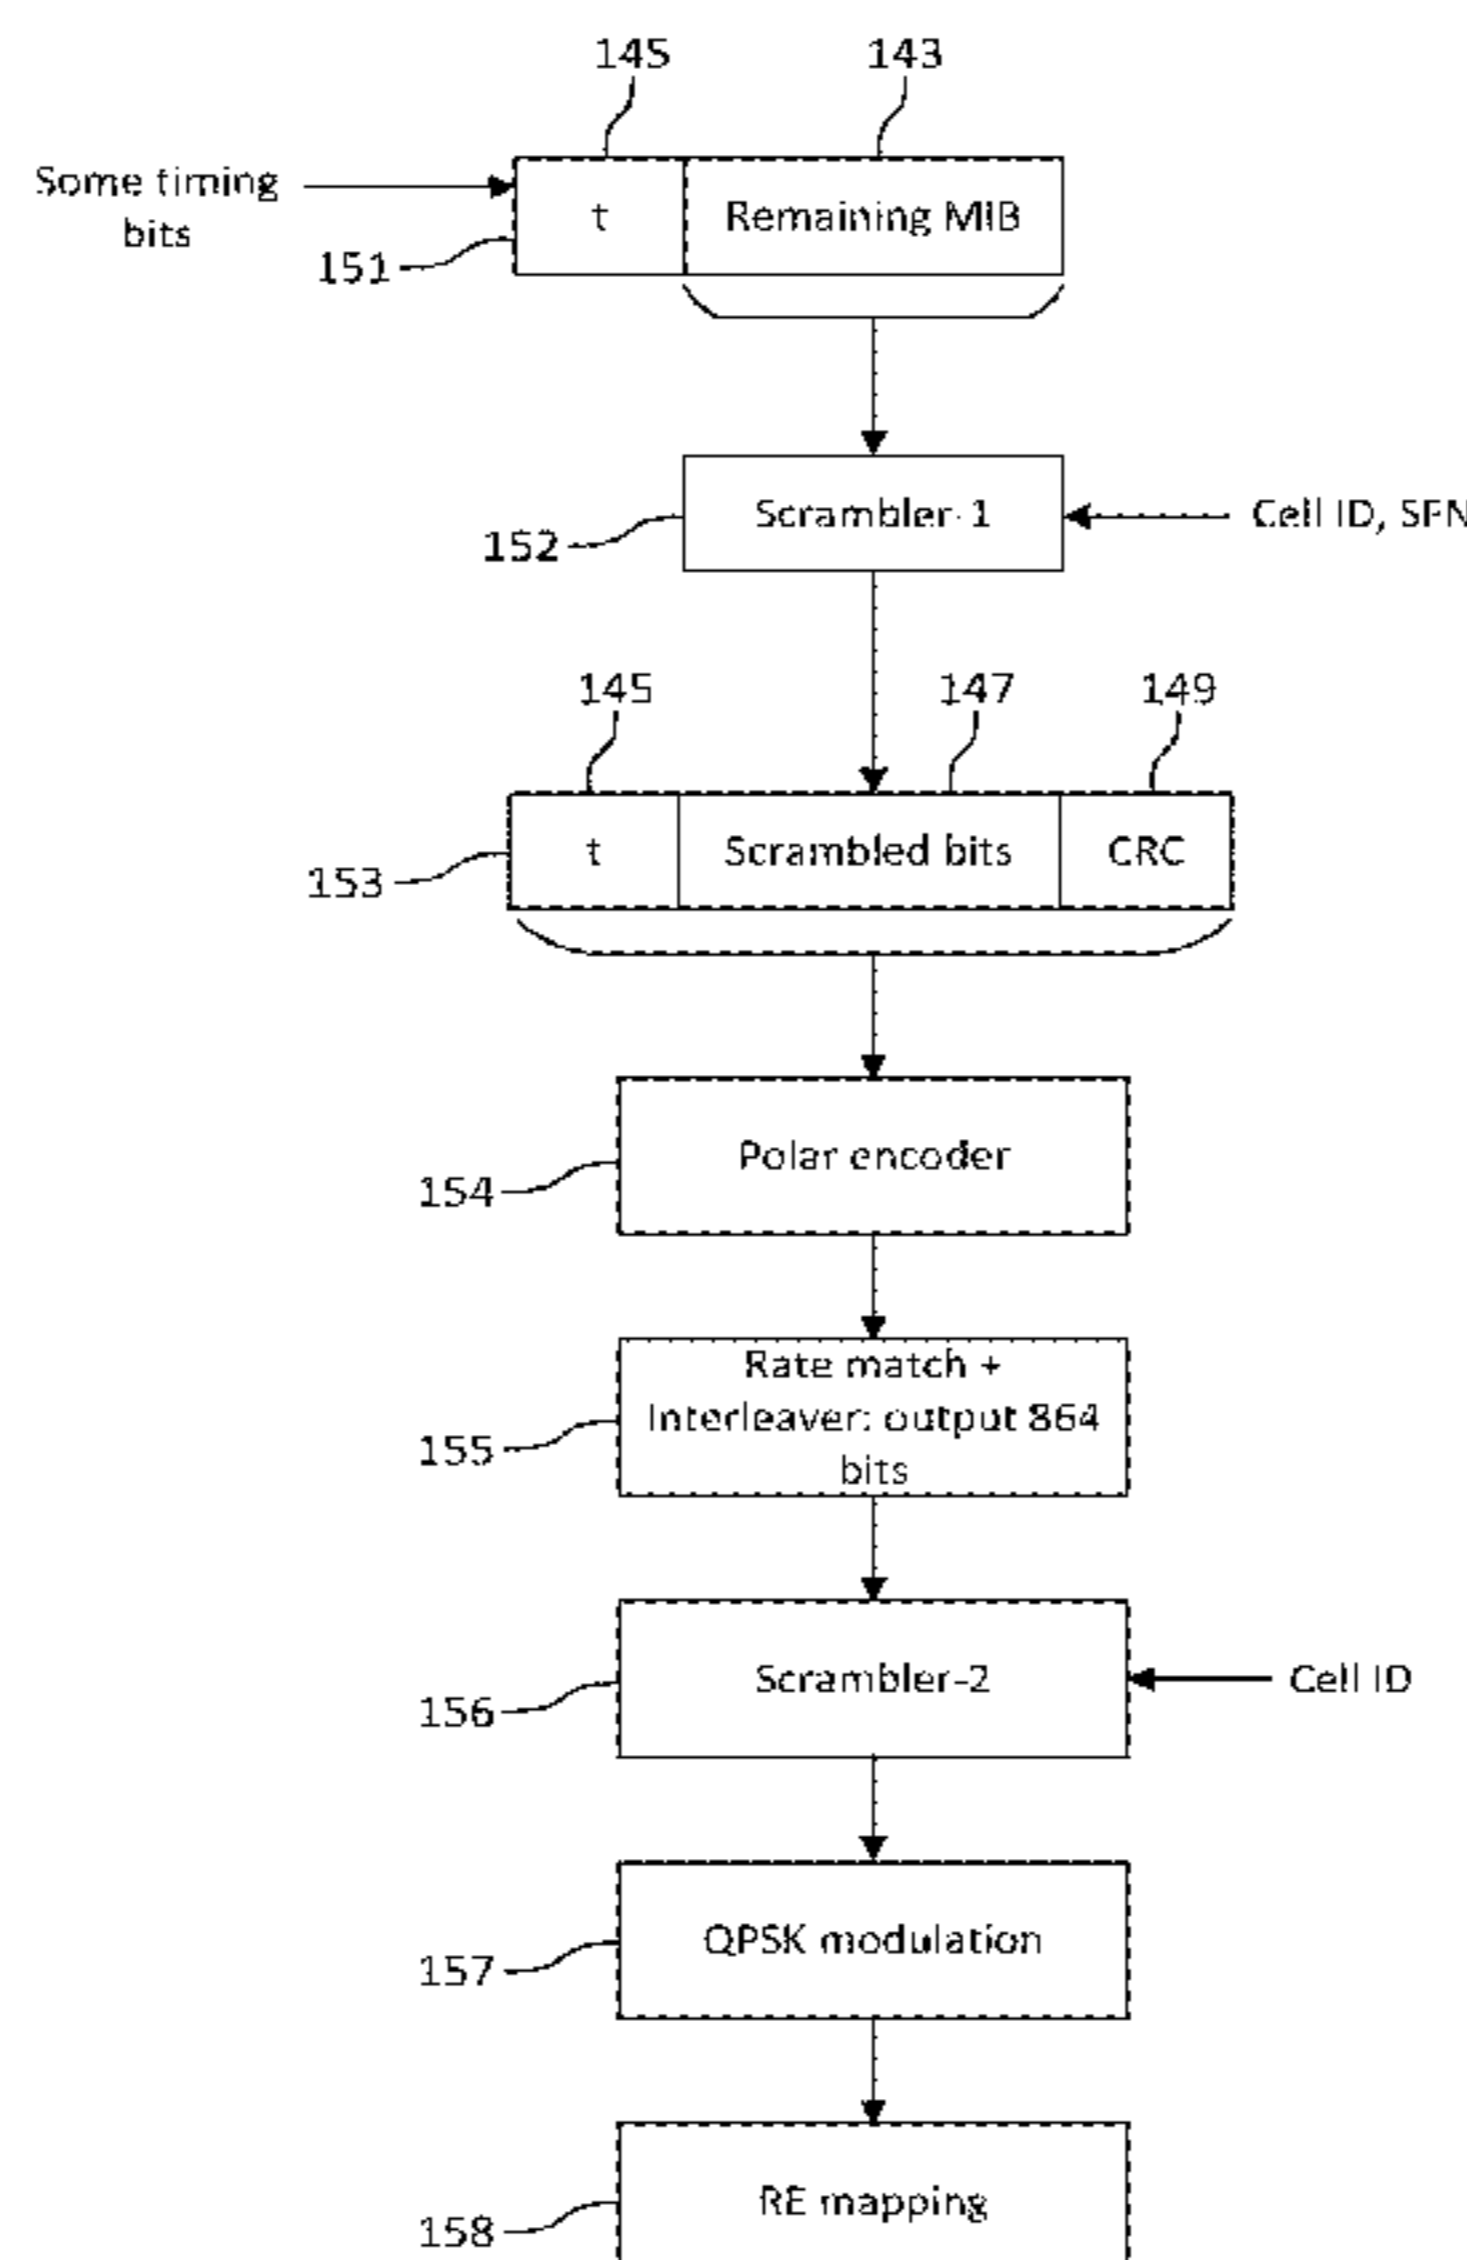 145
143
Some timing
bits
t
Remaining MIB
151
Scrambler-1
Cell ID, SFN
152
145
147
149
t
Scrambled bits
CRC
153
Polar encoder
154
Rate match +
Interleaver: output 864
bits
155
Scrambler-2
Cell ID
156
QPSK modulation
157
RE mapping
158